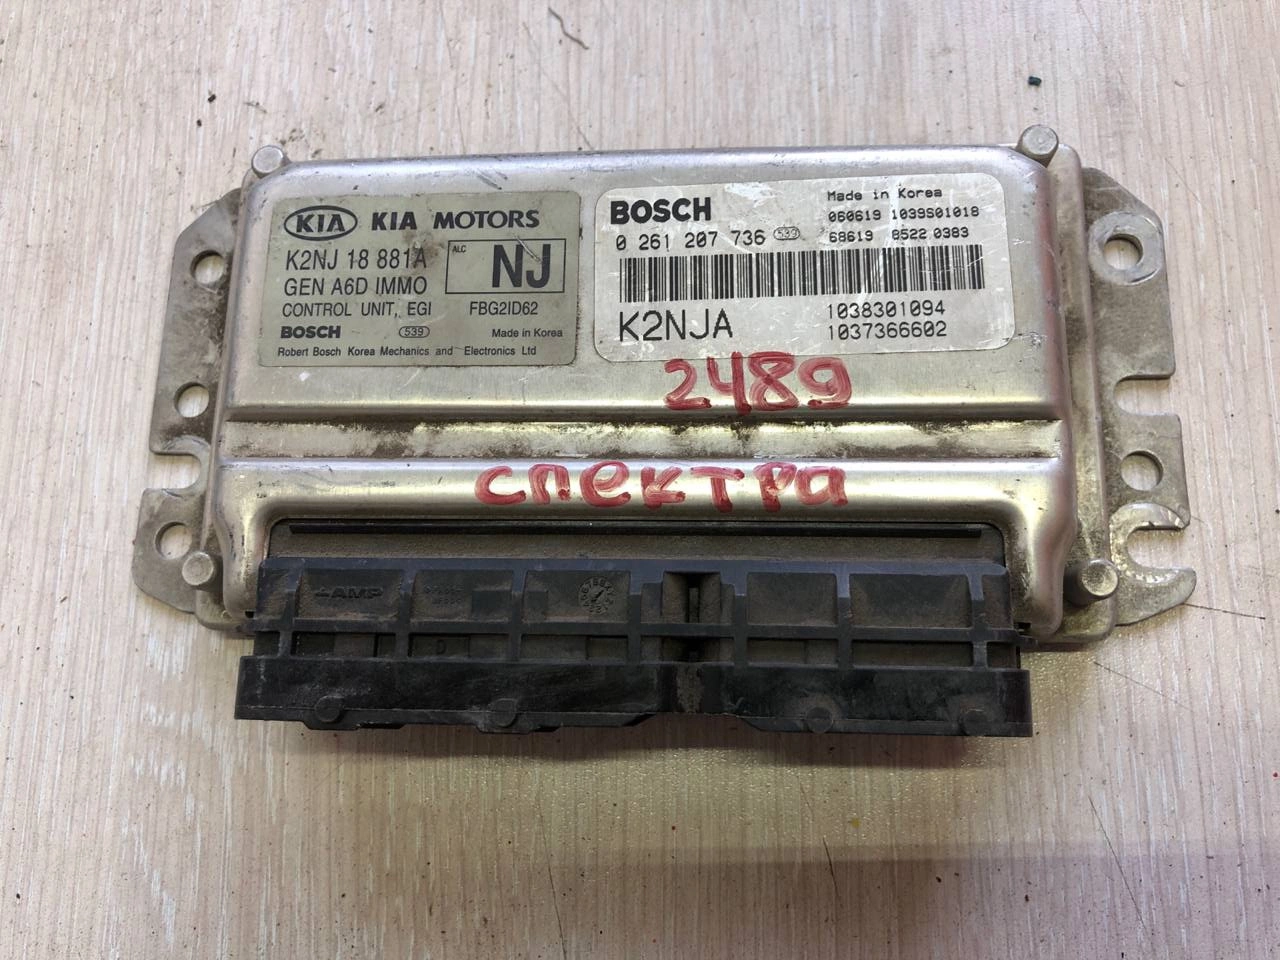 KIA KIA MOTORS
K2NJ 18 881A
ALC
NJ
GEN A6D IMMO
CONTROL UNIT, EGI FBG2ID62
BOSCH 539 Made in Korea
Robert Bosch Korea Mechanics and Electronics Ltd
BOSCH
Made in Korea
060619 1039S01018
0 261 207 736 539
68619 8522 0383
K2NJA
1038301094
1037366602
2489
спектра
AMP
D